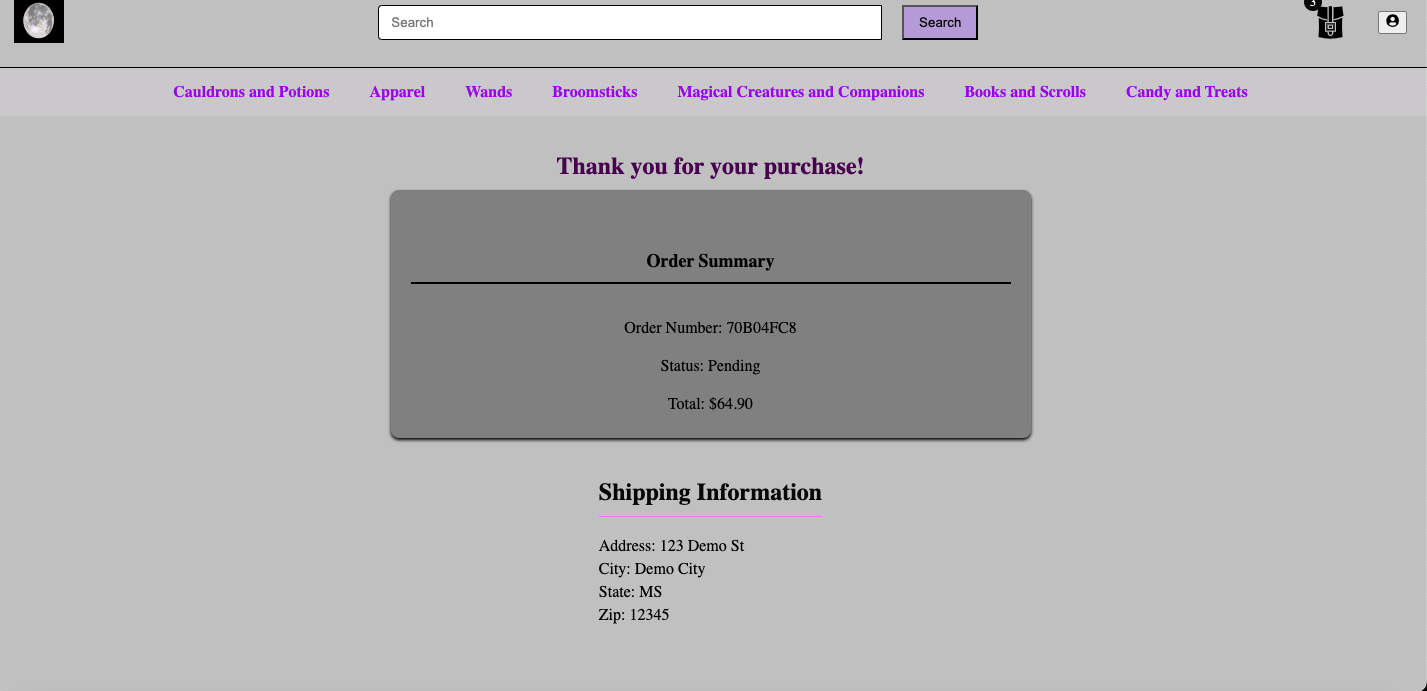 Search
Search
3
Cauldrons and Potions
Apparel
Wands
Broomsticks
Magical Creatures and Companions
Books and Scrolls
Candy and Treats
Thank you for your purchase!
Order Summary
Order Number: 70B04FC8
Status: Pending
Total: $64.90
Shipping Information
Address: 123 Demo St
City: Demo City
State: MS
Zip: 12345